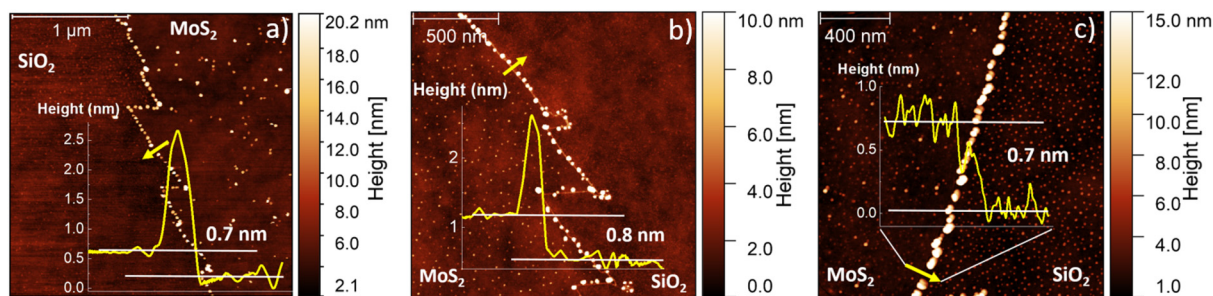 1 µm
MoS2
a)
SiO2
Height (nm)
2.5
2.0
1.5
1.0
0.5
0.0
0.7 nm
20.2 nm
18.0
16.0
14.0
12.0
10.0
8.0
6.0
4.0
2.1
Height [nm]
500 nm
b)
Height (nm)
2
1
0.8 nm
MoS2
SiO2
10.0 nm
8.0
6.0
4.0
2.0
0.0
Height [nm]
400 nm
c)
Height (nm)
1.0
0.5
0.0
0.7 nm
MoS2
SiO2
15.0 nm
12.0
10.0
8.0
6.0
4.0
1.0
Height [nm]